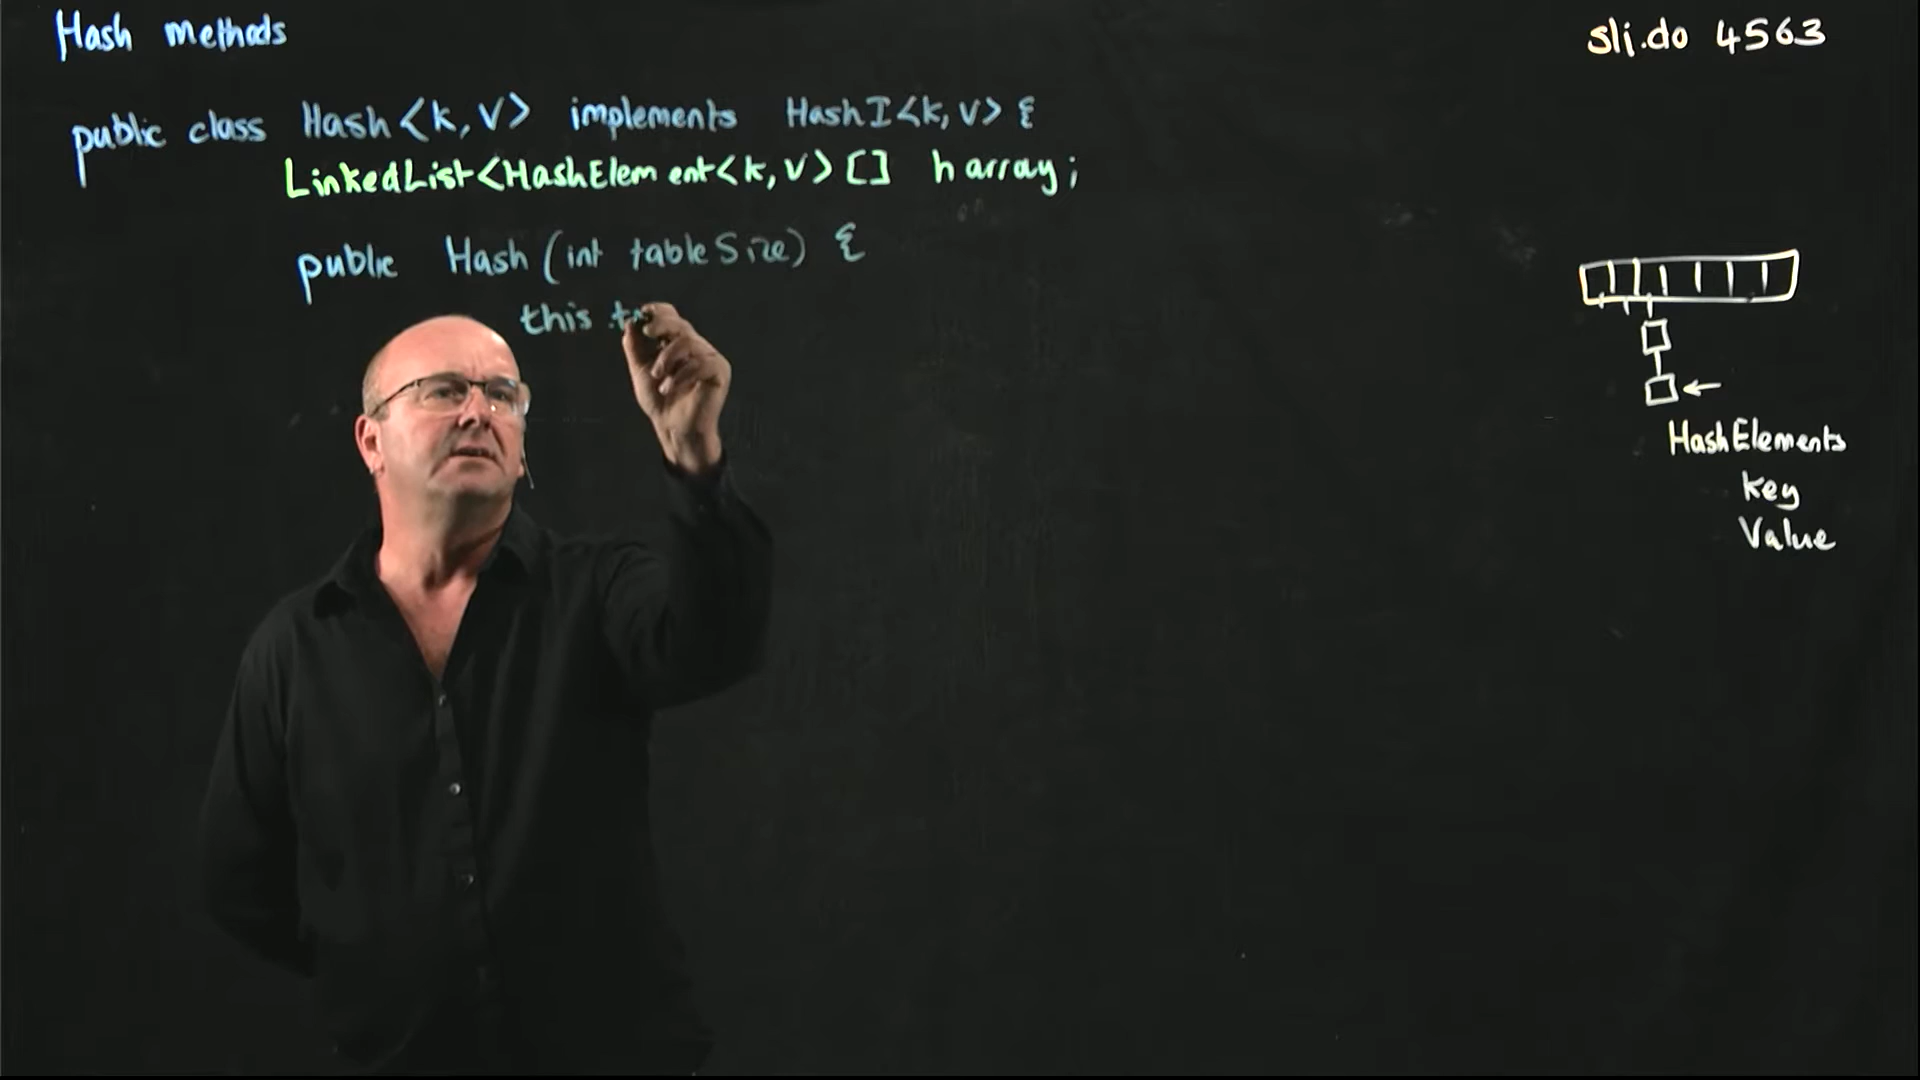 Hash methods
sli.do 4563
public class Hash<k,V> implements HashI<k,V> {
LinkedList<HashElement<k,V>[] harray;
public Hash (int tableSize) {
this.
HashElements
key
Value